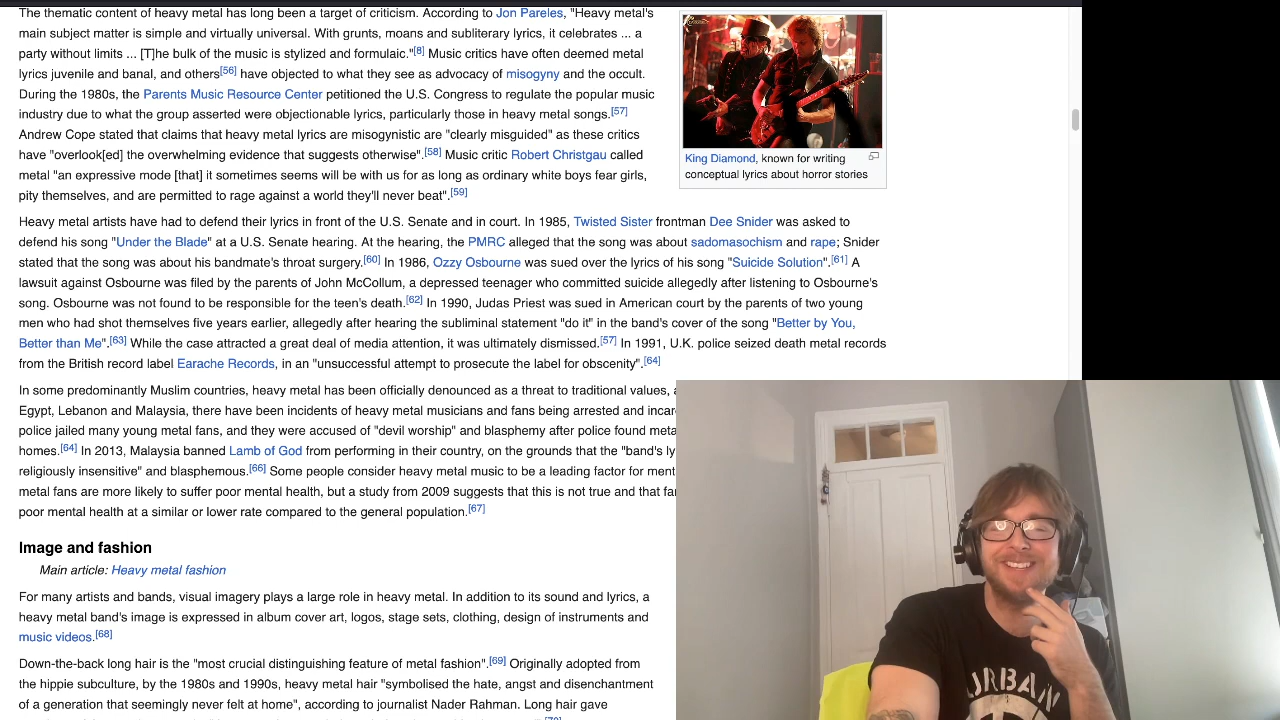 The thematic content of heavy metal has long been a target of criticism. According to Jon Pareles, "Heavy metal's
main subject matter is simple and virtually universal. With grunts, moans and subliterary lyrics, it celebrates ... a
party without limits ... [T]he bulk of the music is stylized and formulaic."[8] Music critics have often deemed metal
lyrics juvenile and banal, and others[56] have objected to what they see as advocacy of misogyny and the occult.
During the 1980s, the Parents Music Resource Center petitioned the U.S. Congress to regulate the popular music
industry due to what the group asserted were objectionable lyrics, particularly those in heavy metal songs.[57]
Andrew Cope stated that claims that heavy metal lyrics are misogynistic are "clearly misguided" as these critics
have "overlook[ed] the overwhelming evidence that suggests otherwise".[58] Music critic Robert Christgau called
metal "an expressive mode [that] it sometimes seems will be with us for as long as ordinary white boys fear girls,
pity themselves, and are permitted to rage against a world they'll never beat".[59]
King Diamond, known for writing
conceptual lyrics about horror stories
Heavy metal artists have had to defend their lyrics in front of the U.S. Senate and in court. In 1985, Twisted Sister frontman Dee Snider was asked to
defend his song "Under the Blade" at a U.S. Senate hearing. At the hearing, the PMRC alleged that the song was about sadomasochism and rape; Snider
stated that the song was about his bandmate's throat surgery.[60] In 1986, Ozzy Osbourne was sued over the lyrics of his song "Suicide Solution".[61] A
lawsuit against Osbourne was filed by the parents of John McCollum, a depressed teenager who committed suicide allegedly after listening to Osbourne's
song. Osbourne was not found to be responsible for the teen's death.[62] In 1990, Judas Priest was sued in American court by the parents of two young
men who had shot themselves five years earlier, allegedly after hearing the subliminal statement "do it" in the band's cover of the song "Better by You,
Better than Me".[63] While the case attracted a great deal of media attention, it was ultimately dismissed.[57] In 1991, U.K. police seized death metal records
from the British record label Earache Records, in an "unsuccessful attempt to prosecute the label for obscenity".[64]
In some predominantly Muslim countries, heavy metal has been officially denounced as a threat to traditional values, a
Egypt, Lebanon and Malaysia, there have been incidents of heavy metal musicians and fans being arrested and incar
police jailed many young metal fans, and they were accused of "devil worship" and blasphemy after police found meta
homes.[64] In 2013, Malaysia banned Lamb of God from performing in their country, on the grounds that the "band's ly
religiously insensitive" and blasphemous.[66] Some people consider heavy metal music to be a leading factor for ment
metal fans are more likely to suffer poor mental health, but a study from 2009 suggests that this is not true and that fa
poor mental health at a similar or lower rate compared to the general population.[67]
Image and fashion
Main article: Heavy metal fashion
For many artists and bands, visual imagery plays a large role in heavy metal. In addition to its sound and lyrics, a
heavy metal band's image is expressed in album cover art, logos, stage sets, clothing, design of instruments and
music videos.[68]
Down-the-back long hair is the "most crucial distinguishing feature of metal fashion".[69] Originally adopted from
the hippie subculture, by the 1980s and 1990s, heavy metal hair "symbolised the hate, angst and disenchantment
of a generation that seemingly never felt at home", according to journalist Nader Rahman. Long hair gave
URBAN